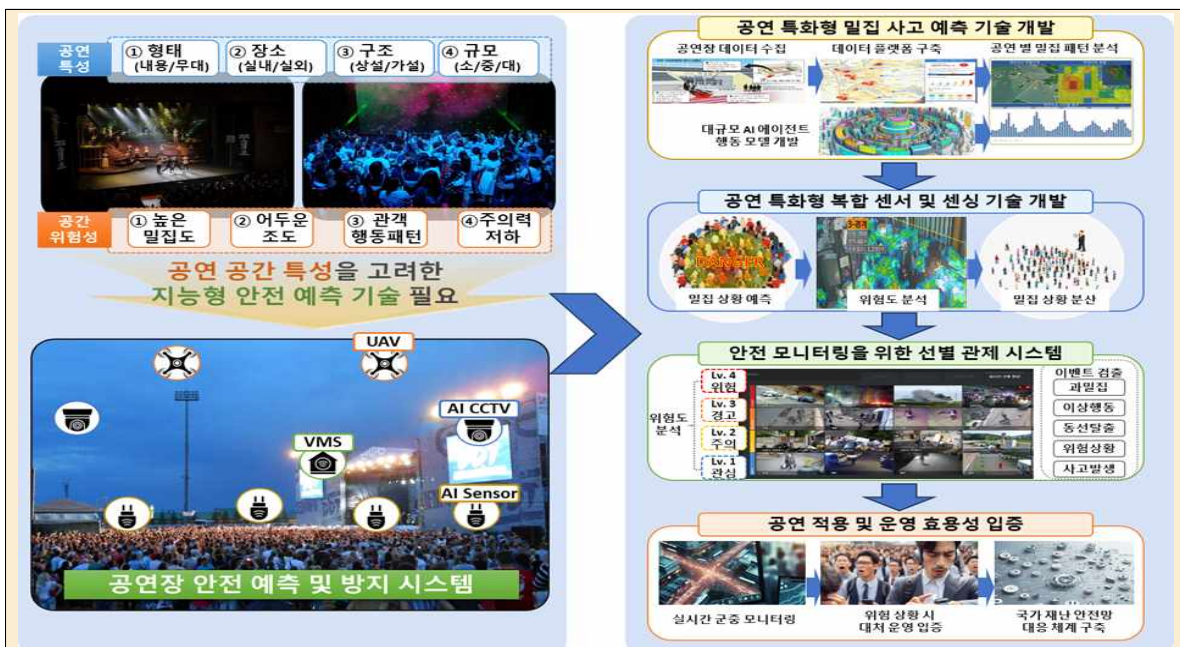 공연
특성
① 형태
(내용/무대)
② 장소
(실내/실외)
③ 구조
(상설/가설)
④ 규모
(소/중/대)
공간
위험성
① 높은
밀집도
② 어두운
조도
③ 관객
행동패턴
④주의력
저하
공연 공간 특성을 고려한
지능형 안전 예측 기술 필요
UAV
AI CCTV
VMS
AI Sensor
공연장 안전 예측 및 방지 시스템
공연 특화형 밀집 사고 예측 기술 개발
공연장 데이터 수집
데이터 플랫폼 구축
공연 별 밀집 패턴 분석
대규모 AI 에이전트
행동 모델 개발
공연 특화형 복합 센서 및 센싱 기술 개발
DANGER
밀집 상황 예측
위험도 분석
밀집 상황 분산
안전 모니터링을 위한 선별 관제 시스템
위험도
분석
Lv. 4
위험
Lv. 3
경고
Lv. 2
주의
Lv. 1
관심
이벤트 검출
과밀집
이상행동
동선탈출
위험상황
사고발생
공연 적용 및 운영 효용성 입증
실시간 군중 모니터링
위험 상황 시
대처 운영 입증
국가 재난 안전망
대응 체계 구축